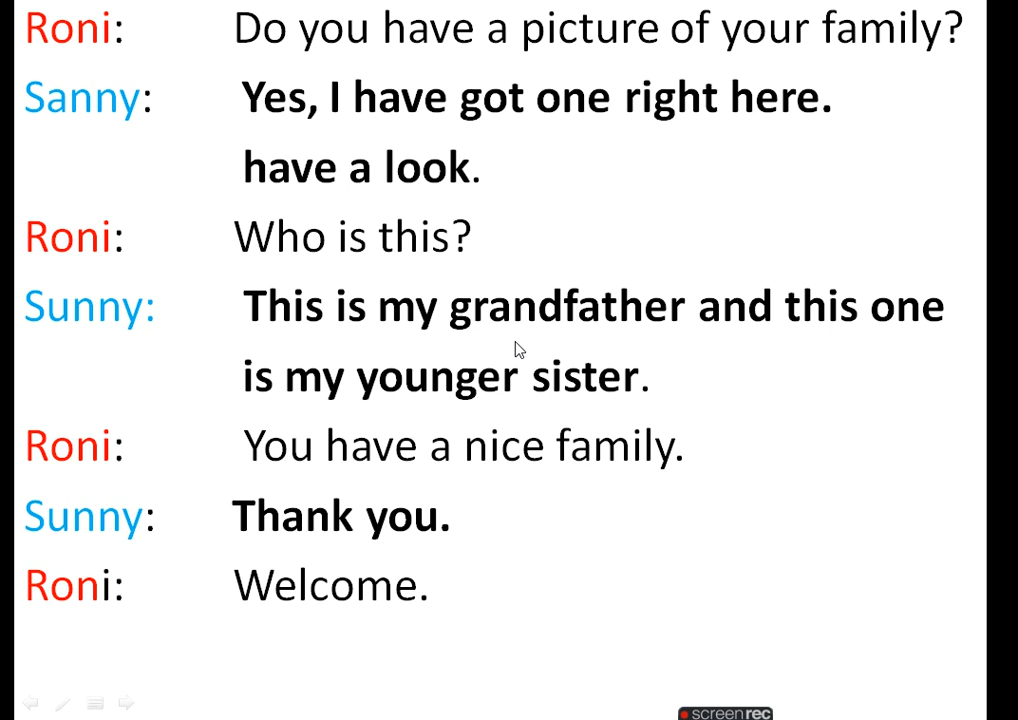 Roni: Do you have a picture of your family?
Sanny: Yes, I have got one right here.
have a look.
Roni: Who is this?
Sunny: This is my grandfather and this one
is my younger sister.
Roni: You have a nice family.
Sunny: Thank you.
Roni: Welcome.
screenrec